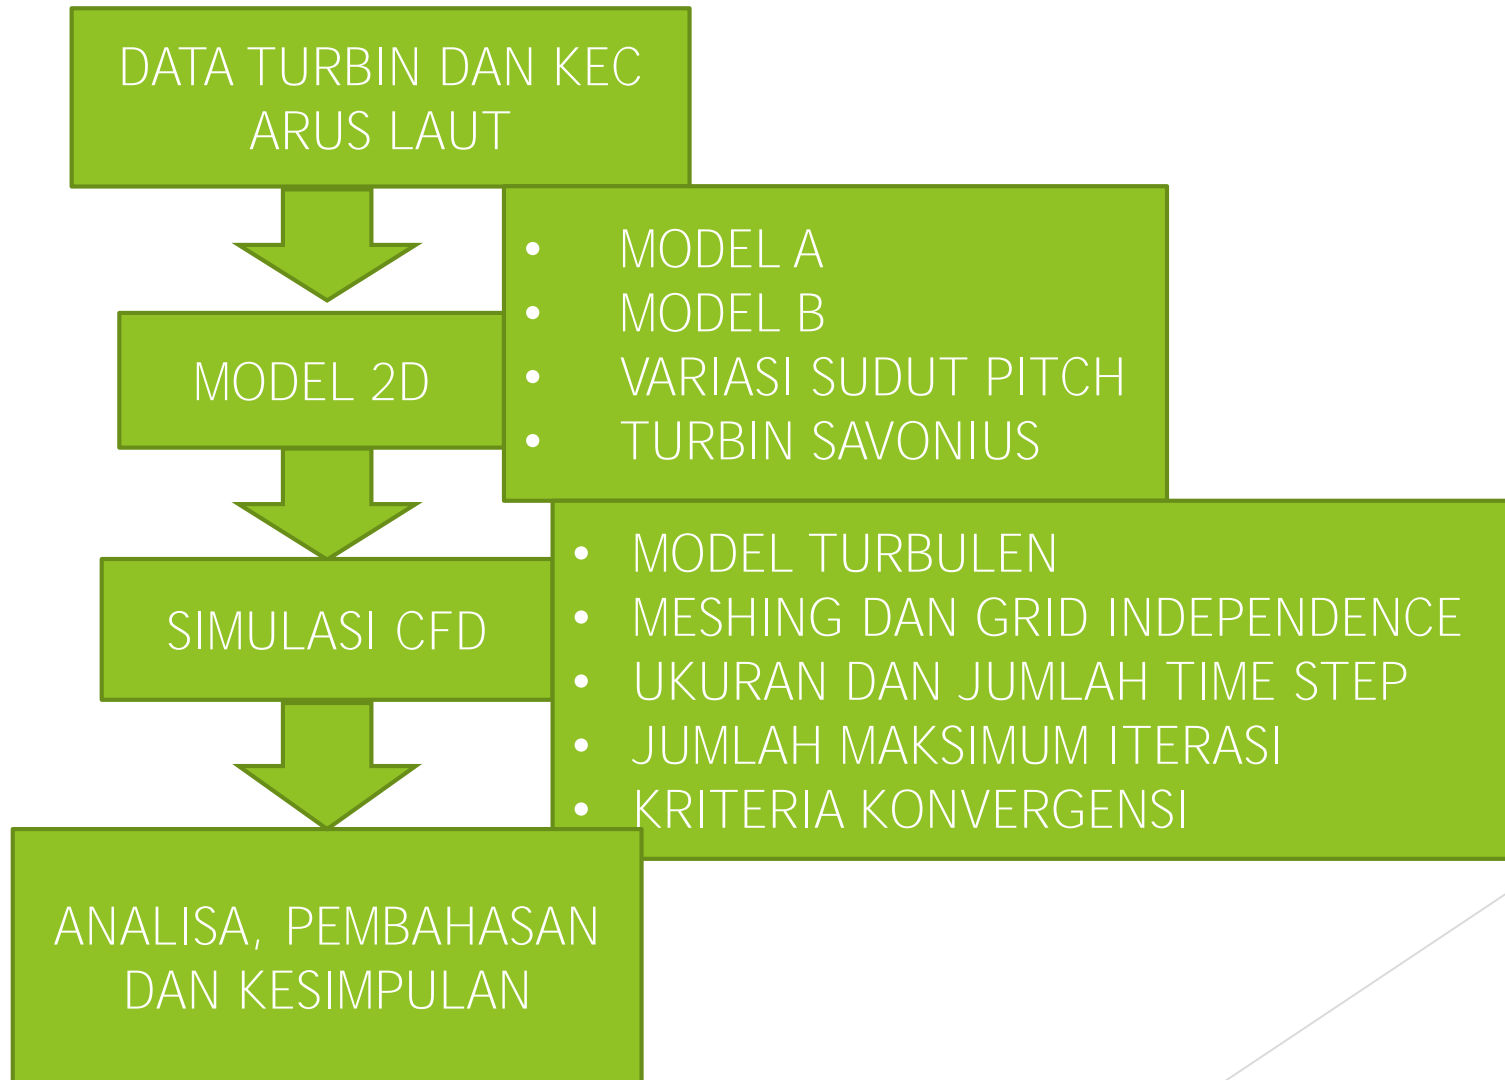 DATA TURBIN DAN KEC
ARUS LAUT
MODEL 2D
• MODEL A
• MODEL B
• VARIASI SUDUT PITCH
• TURBIN SAVONIUS
SIMULASI CFD
• MODEL TURBULEN
• MESHING DAN GRID INDEPENDENCE
• UKURAN DAN JUMLAH TIME STEP
• JUMLAH MAKSIMUM ITERASI
• KRITERIA KONVERGENSI
ANALISA, PEMBAHASAN
DAN KESIMPULAN